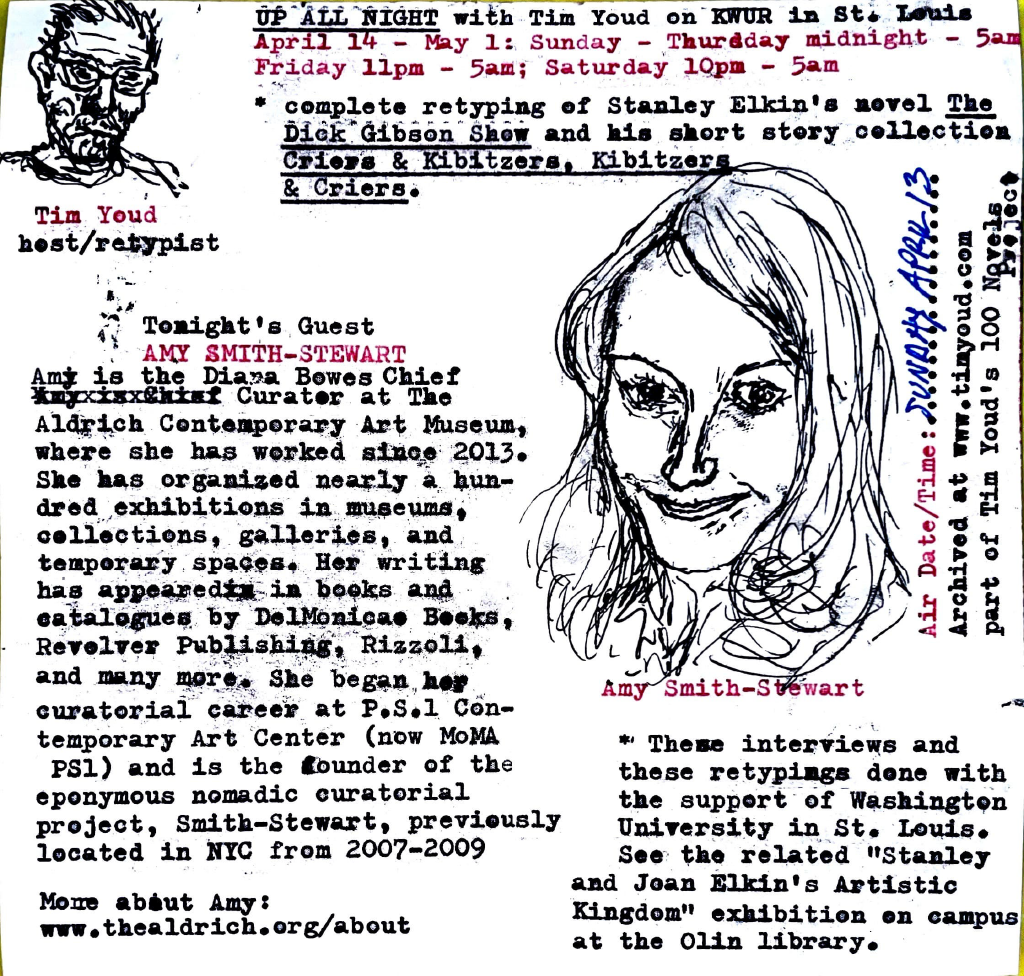 UP ALL NIGHT with Tim Youd on KWUR in St. Louis
April 14 - May 1: Sunday - Thurdday midnight - 5am
Friday 11pm - 5am; Saturday 10pm - 5am
* complete retyping of Stanley Elkin's novel The
Dick Gibson Show and his short story collection
Criers & Kibitzers, Kibitzers
& Criers.
Tim Youd
host/retypist
Tonight's Guest
AMY SMITH-STEWART
Amy is the Diana Bowes Chief
Curator at The
Aldrich Contemporary Art Museum,
where she has worked since 2013.
She has organized nearly a hun-
dred exhibitions in museums,
collections, galleries, and
temporary spaces. Her writing
has appeared in books and
catalogues by DelMonicao Books,
Revolver Publishing, Rizzoli,
and many more. She began her
curatorial career at P.S.1 Con-
temporary Art Center (now MoMA
PS1) and is the founder of the
eponymous nomadic curatorial
project, Smith-Stewart, previously
located in NYC from 2007-2009
More about Amy:
www.thealdrich.org/about
Amy Smith-Stewart
Air Date/Time: SUNDAY APRIL 13
Archived at www.timyoud.com
part of Tim Youd's 100 Novels
Project
* These interviews and
these retypings done with
the support of Washington
University in St. Louis.
See the related "Stanley
and Joan Elkin's Artistic
Kingdom" exhibition on campus
at the Olin library.